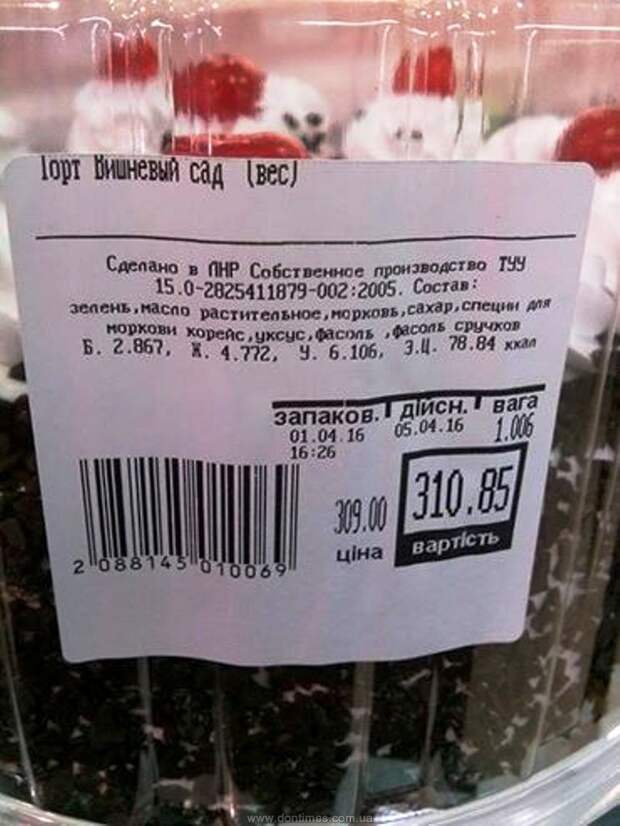 Торт Вишневый сад (вес)
Сделано в ЛНР Собственное производство ТУУ
15.0-2825411879-002:2005. Состав:
зелень,масло растительное,морковь,сахар,специи для
моркови корейс,уксус,фасоль ,фасоль сручков
Б. 2.867, Ж. 4.772, У. 6.106, Э.Ц. 78.84 ккал
запаков. дійсн. вага
01.04.16 05.04.16 1.006
16:26
309.00 310.85
ціна вартість
2 088145 010069
www.dontimes.com.ua